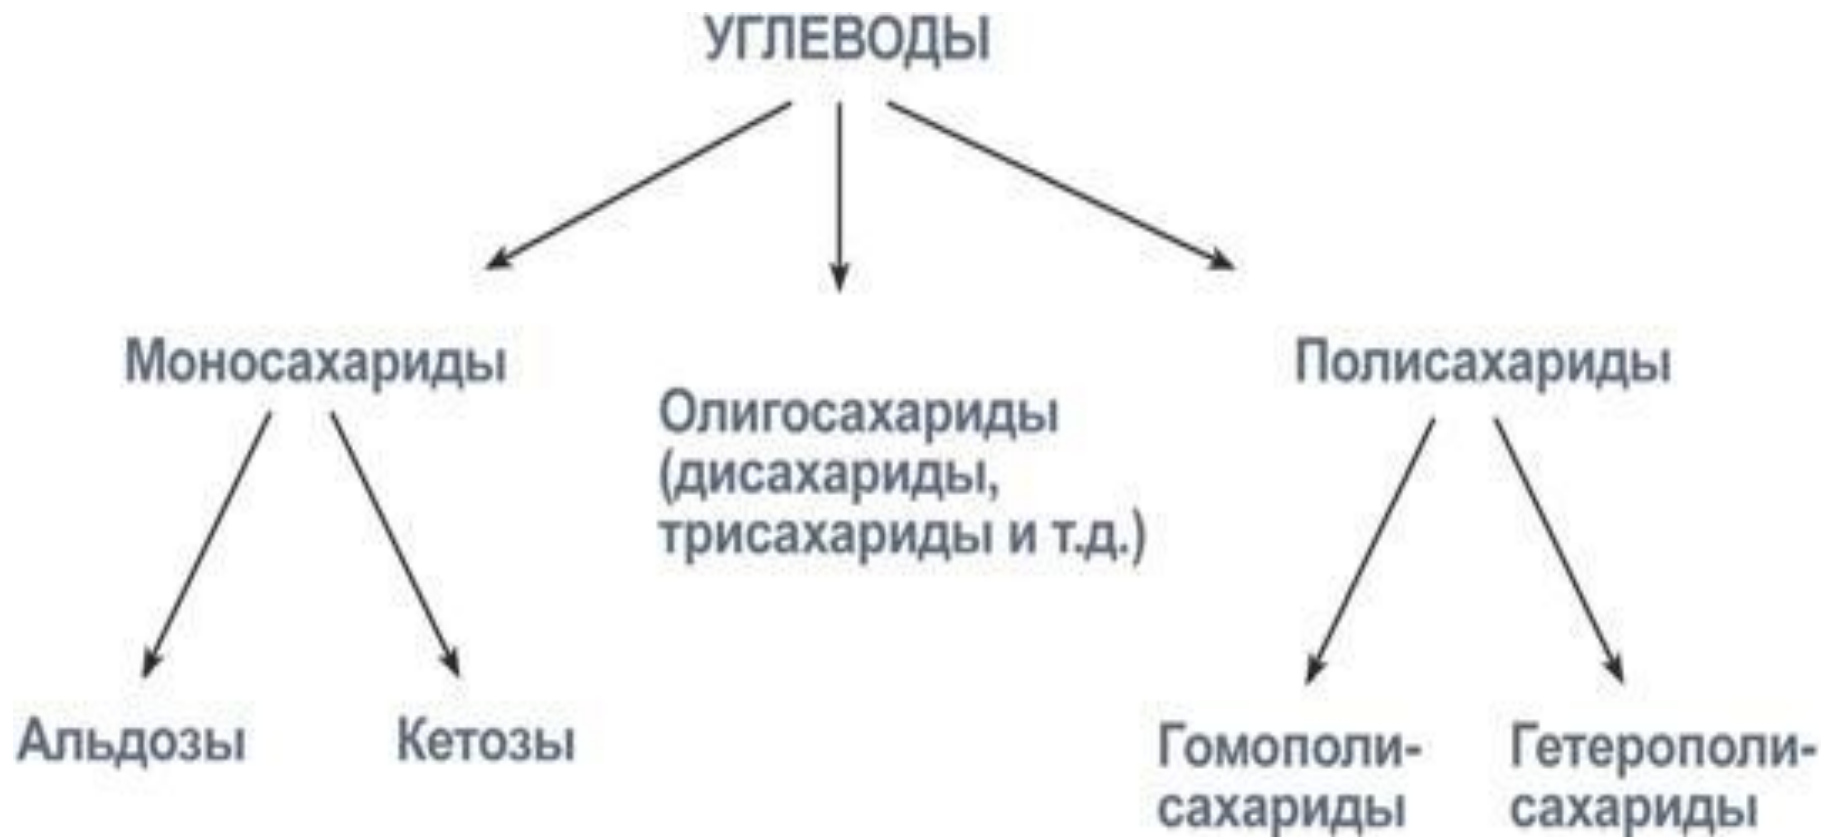 УГЛЕВОДЫ
Моносахариды
Полисахариды
Олигосахариды
(дисахариды,
трисахариды и т.д.)
Альдозы
Кетозы
Гомополи-
сахариды
Гетерополи-
сахариды